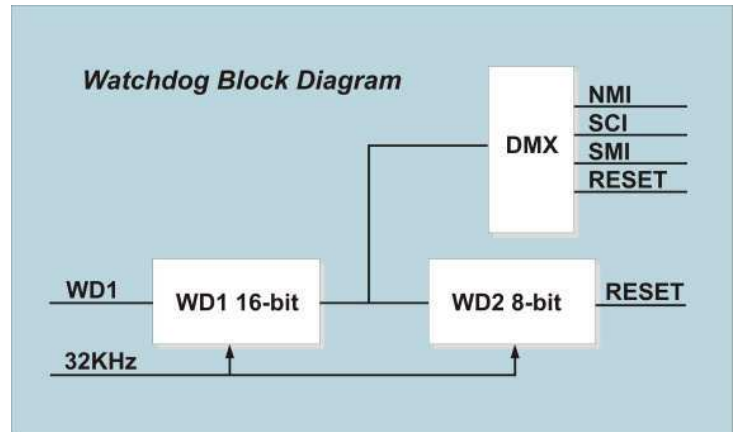 Watchdog Block Diagram
NMI
SCI
DMX
SMI
RESET
WD1
WD1 16-bit
WD2 8-bit
RESET
32KHz